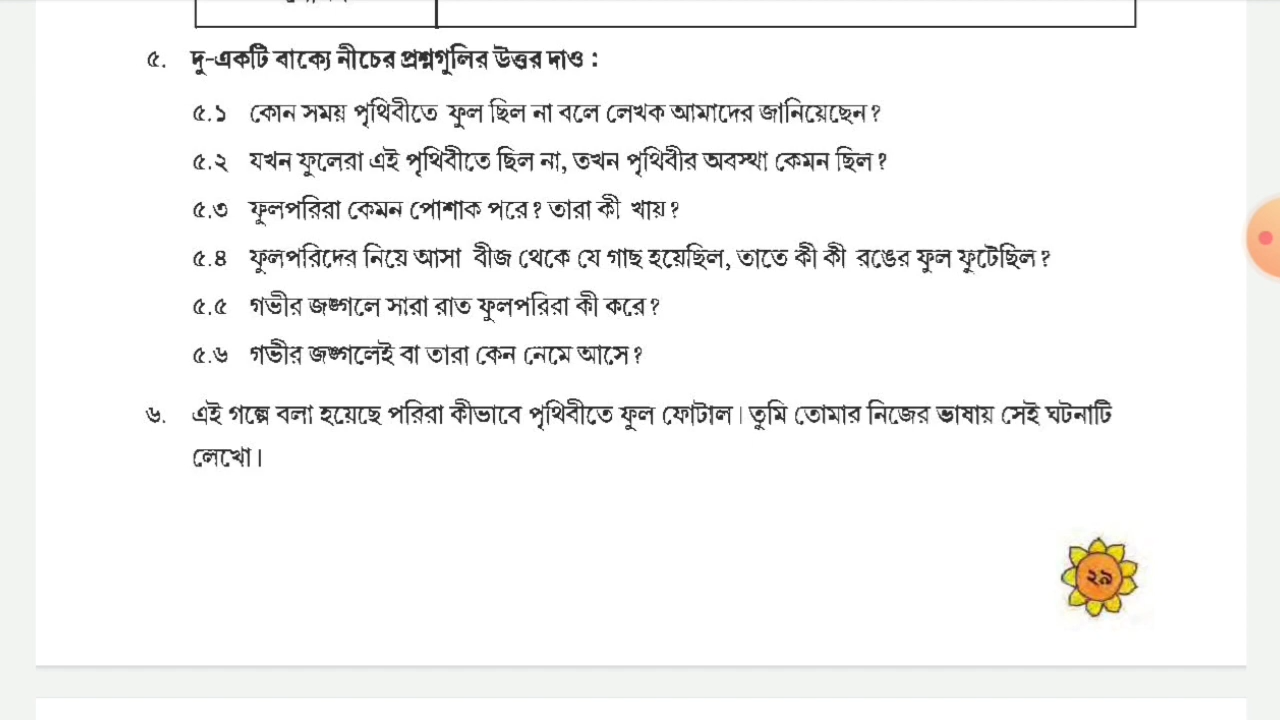 ৫. দু-একটি বাক্যে নীচের প্রশ্নগুলির উত্তর দাও :
৫.১ কোন সময় পৃথিবীতে ফুল ছিল না বলে লেখক আমাদের জানিয়েছেন?
৫.২ যখন ফুলেরা এই পৃথিবীতে ছিল না, তখন পৃথিবীর অবস্থা কেমন ছিল?
৫.৩ ফুলপরিরা কেমন পোশাক পরে? তারা কী খায়?
৫.৪ ফুলপরিদের নিয়ে আসা বীজ থেকে যে গাছ হয়েছিল, তাতে কী কী রঙের ফুল ফুটেছিল?
৫.৫ গভীর জঙ্গলে সারা রাত ফুলপরিরা কী করে?
৫.৬ গভীর জঙ্গলেই বা তারা কেন নেমে আসে?
৬. এই গল্পে বলা হয়েছে পরিরা কীভাবে পৃথিবীতে ফুল ফোটাল। তুমি তোমার নিজের ভাষায় সেই ঘটনাটি
লেখো।
২৯